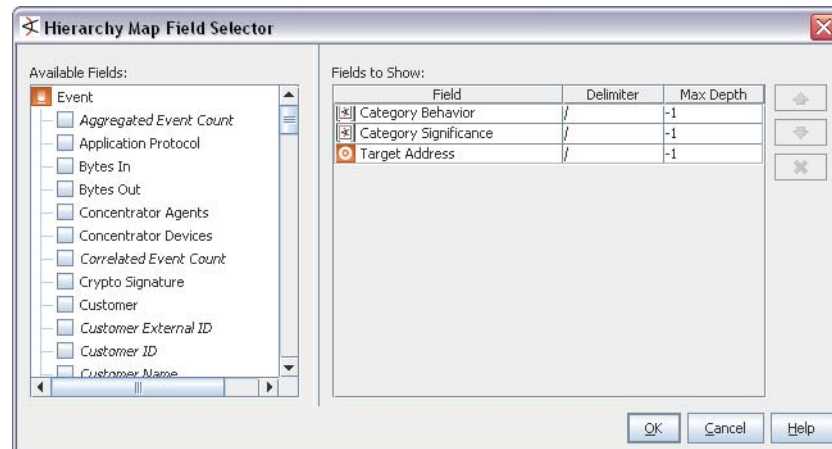 Hierarchy Map Field Selector
Available Fields:
Event
Aggregated Event Count
Application Protocol
Bytes In
Bytes Out
Concentrator Agents
Concentrator Devices
Correlated Event Count
Crypto Signature
Customer
Customer External ID
Customer ID
Customer Name
Fields to Show:
Field Delimiter Max Depth
Category Behavior / -1
Category Significance / -1
Target Address / -1
OK Cancel Help